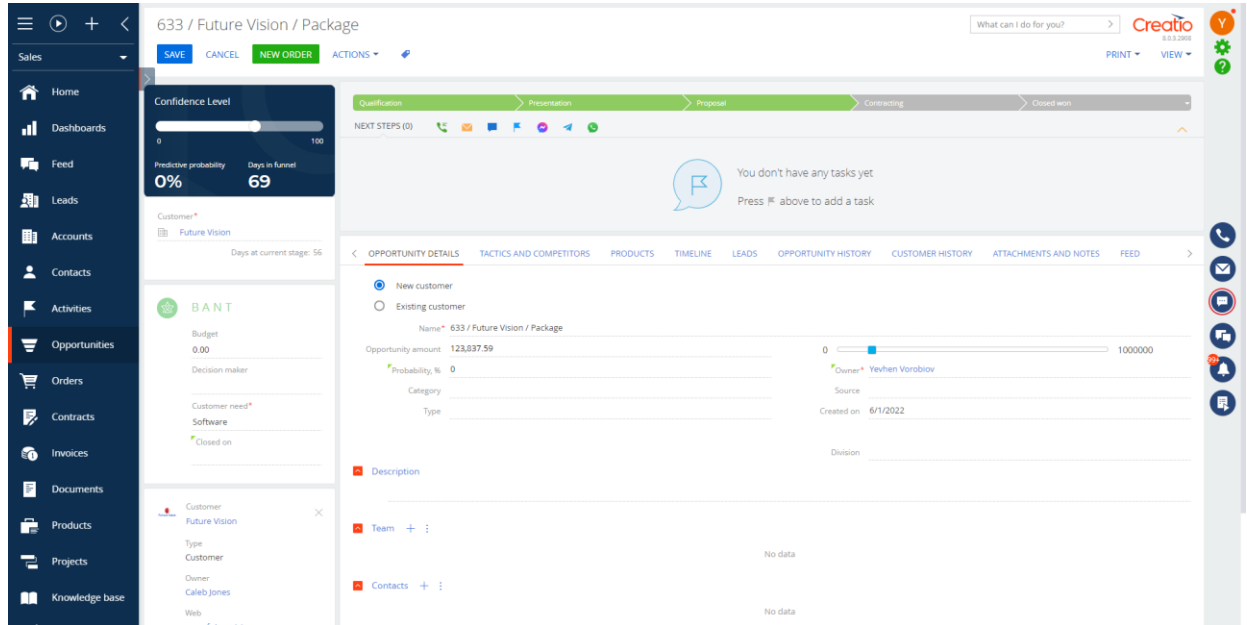 633 / Future Vision / Package
What can I do for you?
Creatio
Y
SAVE CANCEL NEW ORDER ACTIONS
PRINT VIEW
Sales
Home
Dashboards
Feed
Leads
Accounts
Contacts
Activities
Opportunities
Orders
Contracts
Invoices
Documents
Products
Projects
Knowledge base
Confidence Level
0 100
Predictive probability Days in funnel
0% 69
Customer*
Future Vision
Days at current stage: 56
BANT
Budget
0.00
Decision maker
Customer need*
Software
Closed on
Customer
Future Vision
Type
Customer
Owner
Caleb Jones
Web
Qualification Presentation Proposal Contracting Closed won
NEXT STEPS (0)
You don't have any tasks yet
Press above to add a task
OPPORTUNITY DETAILS TACTICS AND COMPETITORS PRODUCTS TIMELINE LEADS OPPORTUNITY HISTORY CUSTOMER HISTORY ATTACHMENTS AND NOTES FEED
New customer
Existing customer
Name* 633 / Future Vision / Package
Opportunity amount 123,837.59 0 1000000
Probability, % 0 Owner* Yevhen Vorobiov
Category Source
Type Created on 6/1/2022
Division
Description
Team
No data
Contacts
No data
99+